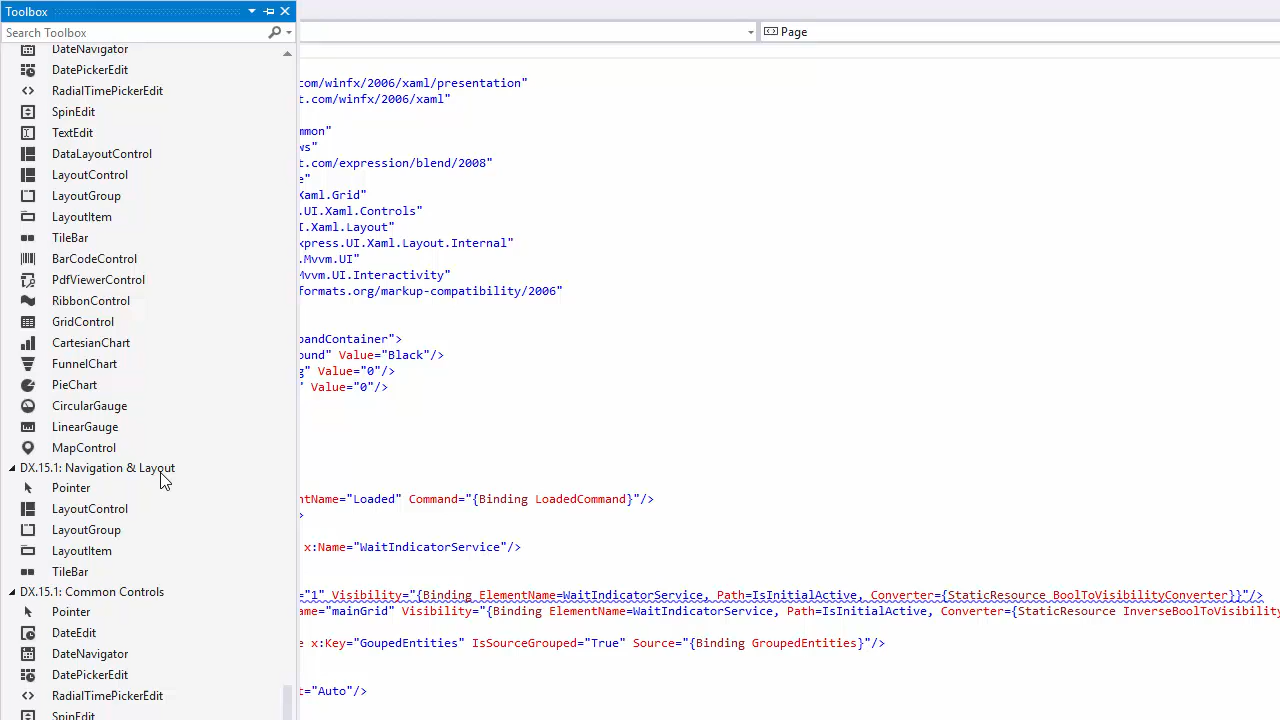 Toolbox
Search Toolbox
DateNavigator
DatePickerEdit
RadialTimePickerEdit
SpinEdit
TextEdit
DataLayoutControl
LayoutControl
LayoutGroup
LayoutItem
TileBar
BarCodeControl
PdfViewerControl
RibbonControl
GridControl
CartesianChart
FunnelChart
PieChart
CircularGauge
LinearGauge
MapControl
DX.15.1: Navigation & Layout
Pointer
LayoutControl
LayoutGroup
LayoutItem
TileBar
DX.15.1: Common Controls
Pointer
DateEdit
DateNavigator
DatePickerEdit
RadialTimePickerEdit
SpinEdit
Page
com/winfx/2006/xaml/presentation"
t.com/winfx/2006/xaml"
mmon"
ws"
t.com/expression/blend/2008"
e"
Xaml.Grid"
.UI.Xaml.Controls"
I.Xaml.Layout"
xpress.UI.Xaml.Layout.Internal"
.Mvvm.UI"
Mvvm.UI.Interactivity"
formats.org/markup-compatibility/2006"
pandContainer">
ound" Value="Black"/>
g" Value="0"/>
" Value="0"/>
ntName="Loaded" Command="{Binding LoadedCommand}"/>
>
x:Name="WaitIndicatorService"/>
="1" Visibility="{Binding ElementName=WaitIndicatorService, Path=IsInitialActive, Converter={StaticResource BoolToVisibilityConverter}}"/>
ame="mainGrid" Visibility="{Binding ElementName=WaitIndicatorService, Path=IsInitialActive, Converter={StaticResource InverseBoolToVisibility
e x:Key="GoupedEntities" IsSourceGrouped="True" Source="{Binding GroupedEntities}"/>
t="Auto"/>